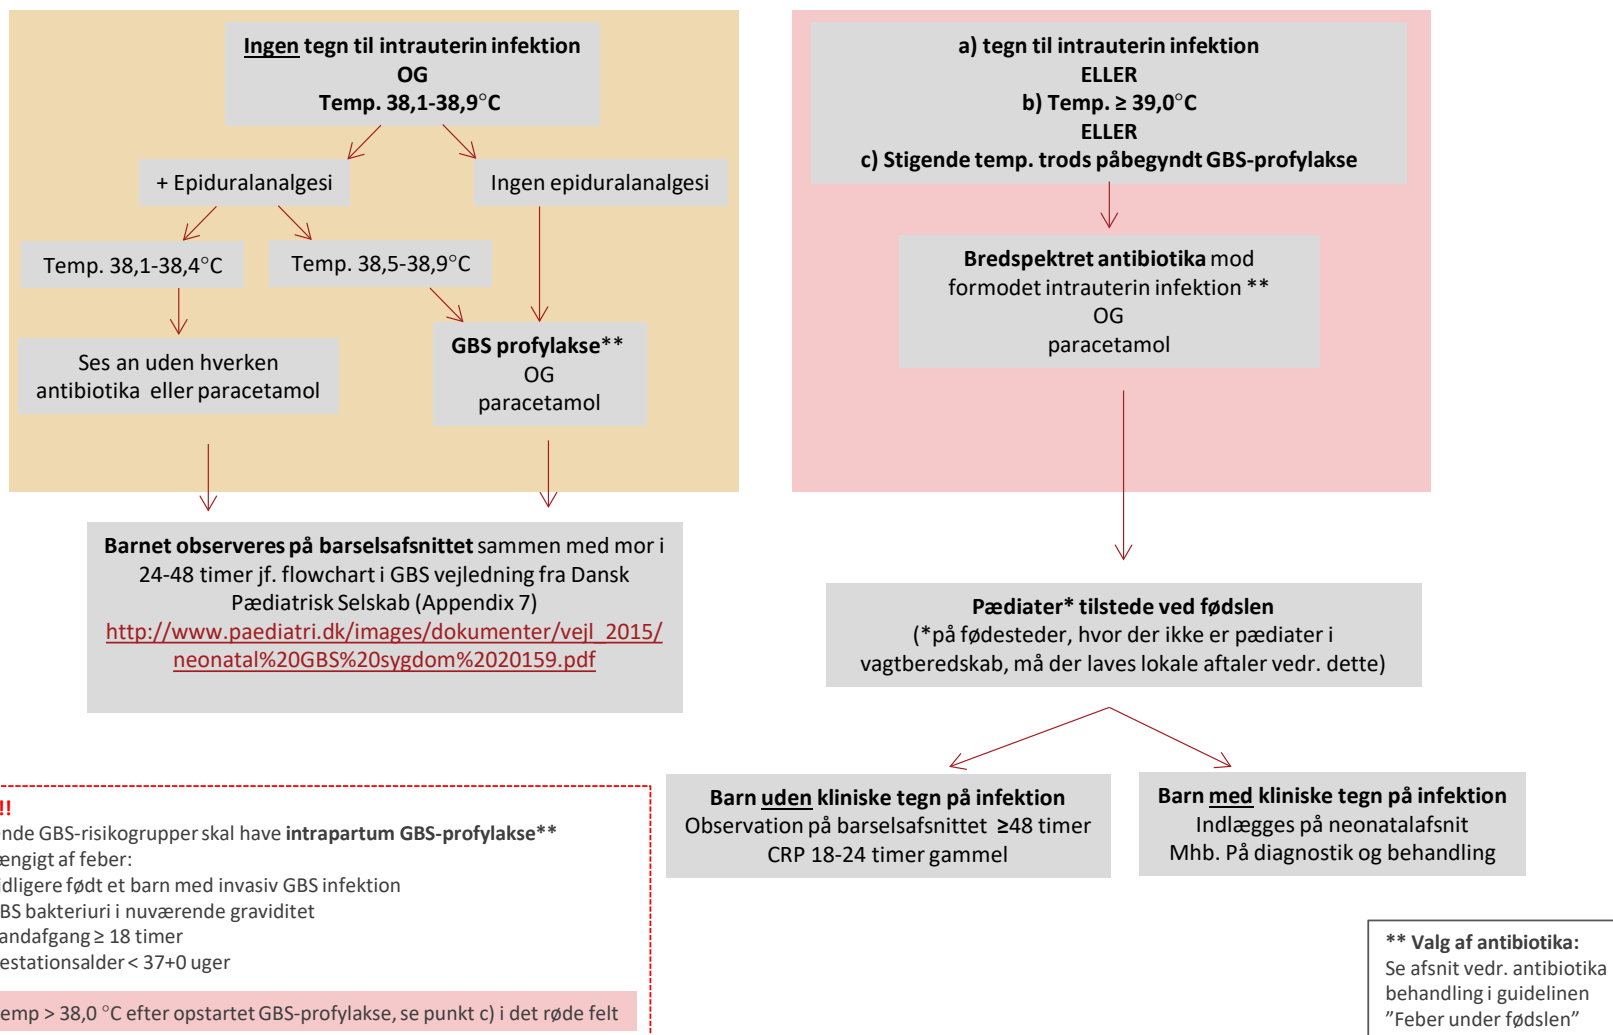 Ingen tegn til intrauterin infektion
OG
Temp. 38,1-38,9°C
+ Epiduralanalgesi
Ingen epiduralanalgesi
Temp. 38,1-38,4°C
Temp. 38,5-38,9°C
Ses an uden hverken
antibiotika eller paracetamol
GBS profylakse**
OG
paracetamol
Barnet observeres på barselsafsnittet sammen med mor i
24-48 timer jf. flowchart i GBS vejledning fra Dansk
Pædiatrisk Selskab (Appendix 7)
http://www.paediatri.dk/images/dokumenter/vejl_2015/
neonatal%20GBS%20sygdom%2020159.pdf
a) tegn til intrauterin infektion
ELLER
b) Temp. ≥ 39,0°C
ELLER
c) Stigende temp. trods påbegyndt GBS-profylakse
Bredspektret antibiotika mod
formodet intrauterin infektion **
OG
paracetamol
Pædiater* tilstede ved fødslen
(*på fødesteder, hvor der ikke er pædiater i
vagtberedskab, må der laves lokale aftaler vedr. dette)
Barn uden kliniske tegn på infektion
Observation på barselsafsnittet ≥48 timer
CRP 18-24 timer gammel
Barn med kliniske tegn på infektion
Indlægges på neonatalafsnit
Mhb. På diagnostik og behandling
!!
ende GBS-risikogrupper skal have intrapartum GBS-profylakse**
ængigt af feber:
idligere født et barn med invasiv GBS infektion
BS bakteriuri i nuværende graviditet
andafgang ≥ 18 timer
estationsalder < 37+0 uger
emp > 38,0 °C efter opstartet GBS-profylakse, se punkt c) i det røde felt
** Valg af antibiotika:
Se afsnit vedr. antibiotika
behandling i guidelinen
”Feber under fødslen”